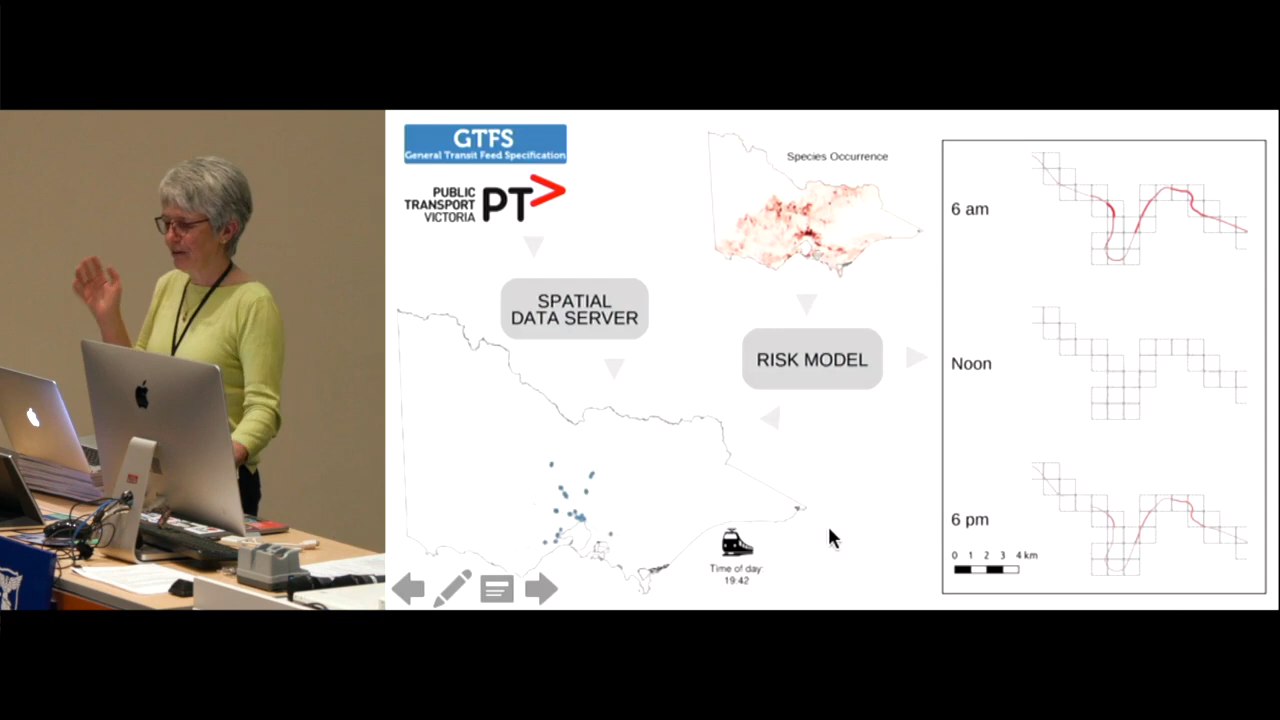 GTFS
General Transit Feed Specification
PUBLIC
TRANSPORT
VICTORIA
PT>
Species Occurrence
SPATIAL
DATA SERVER
RISK MODEL
Time of day:
19:42
6 am
Noon
6 pm
0 1 2 3 4 km